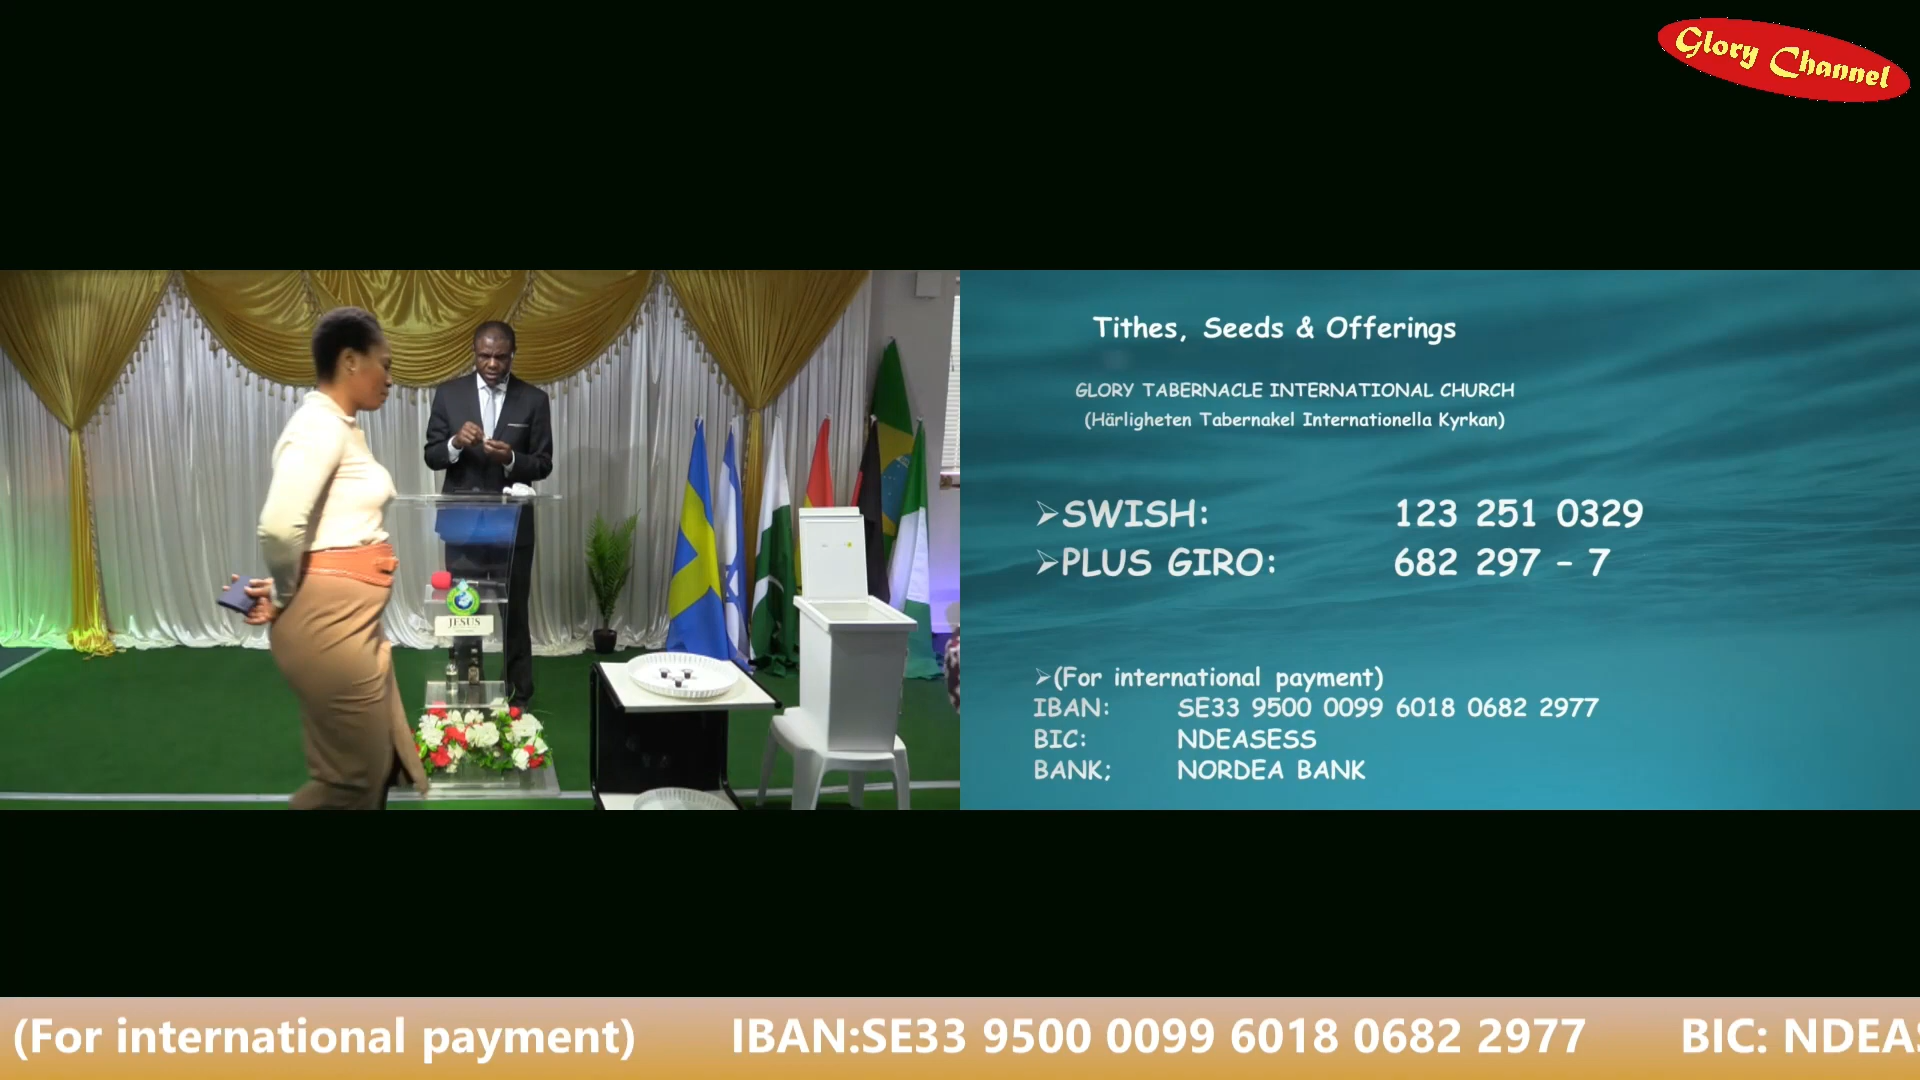 Glory Channel
Tithes, Seeds & Offerings
GLORY TABERNACLE INTERNATIONAL CHURCH
(Härligheten Tabernakel Internationella Kyrkan)
➢SWISH: 123 251 0329
➢PLUS GIRO: 682 297 – 7
➢(For international payment)
IBAN: SE33 9500 0099 6018 0682 2977
BIC: NDEASESS
BANK; NORDEA BANK
JESUS
(For international payment) IBAN:SE33 9500 0099 6018 0682 2977 BIC: NDEAS